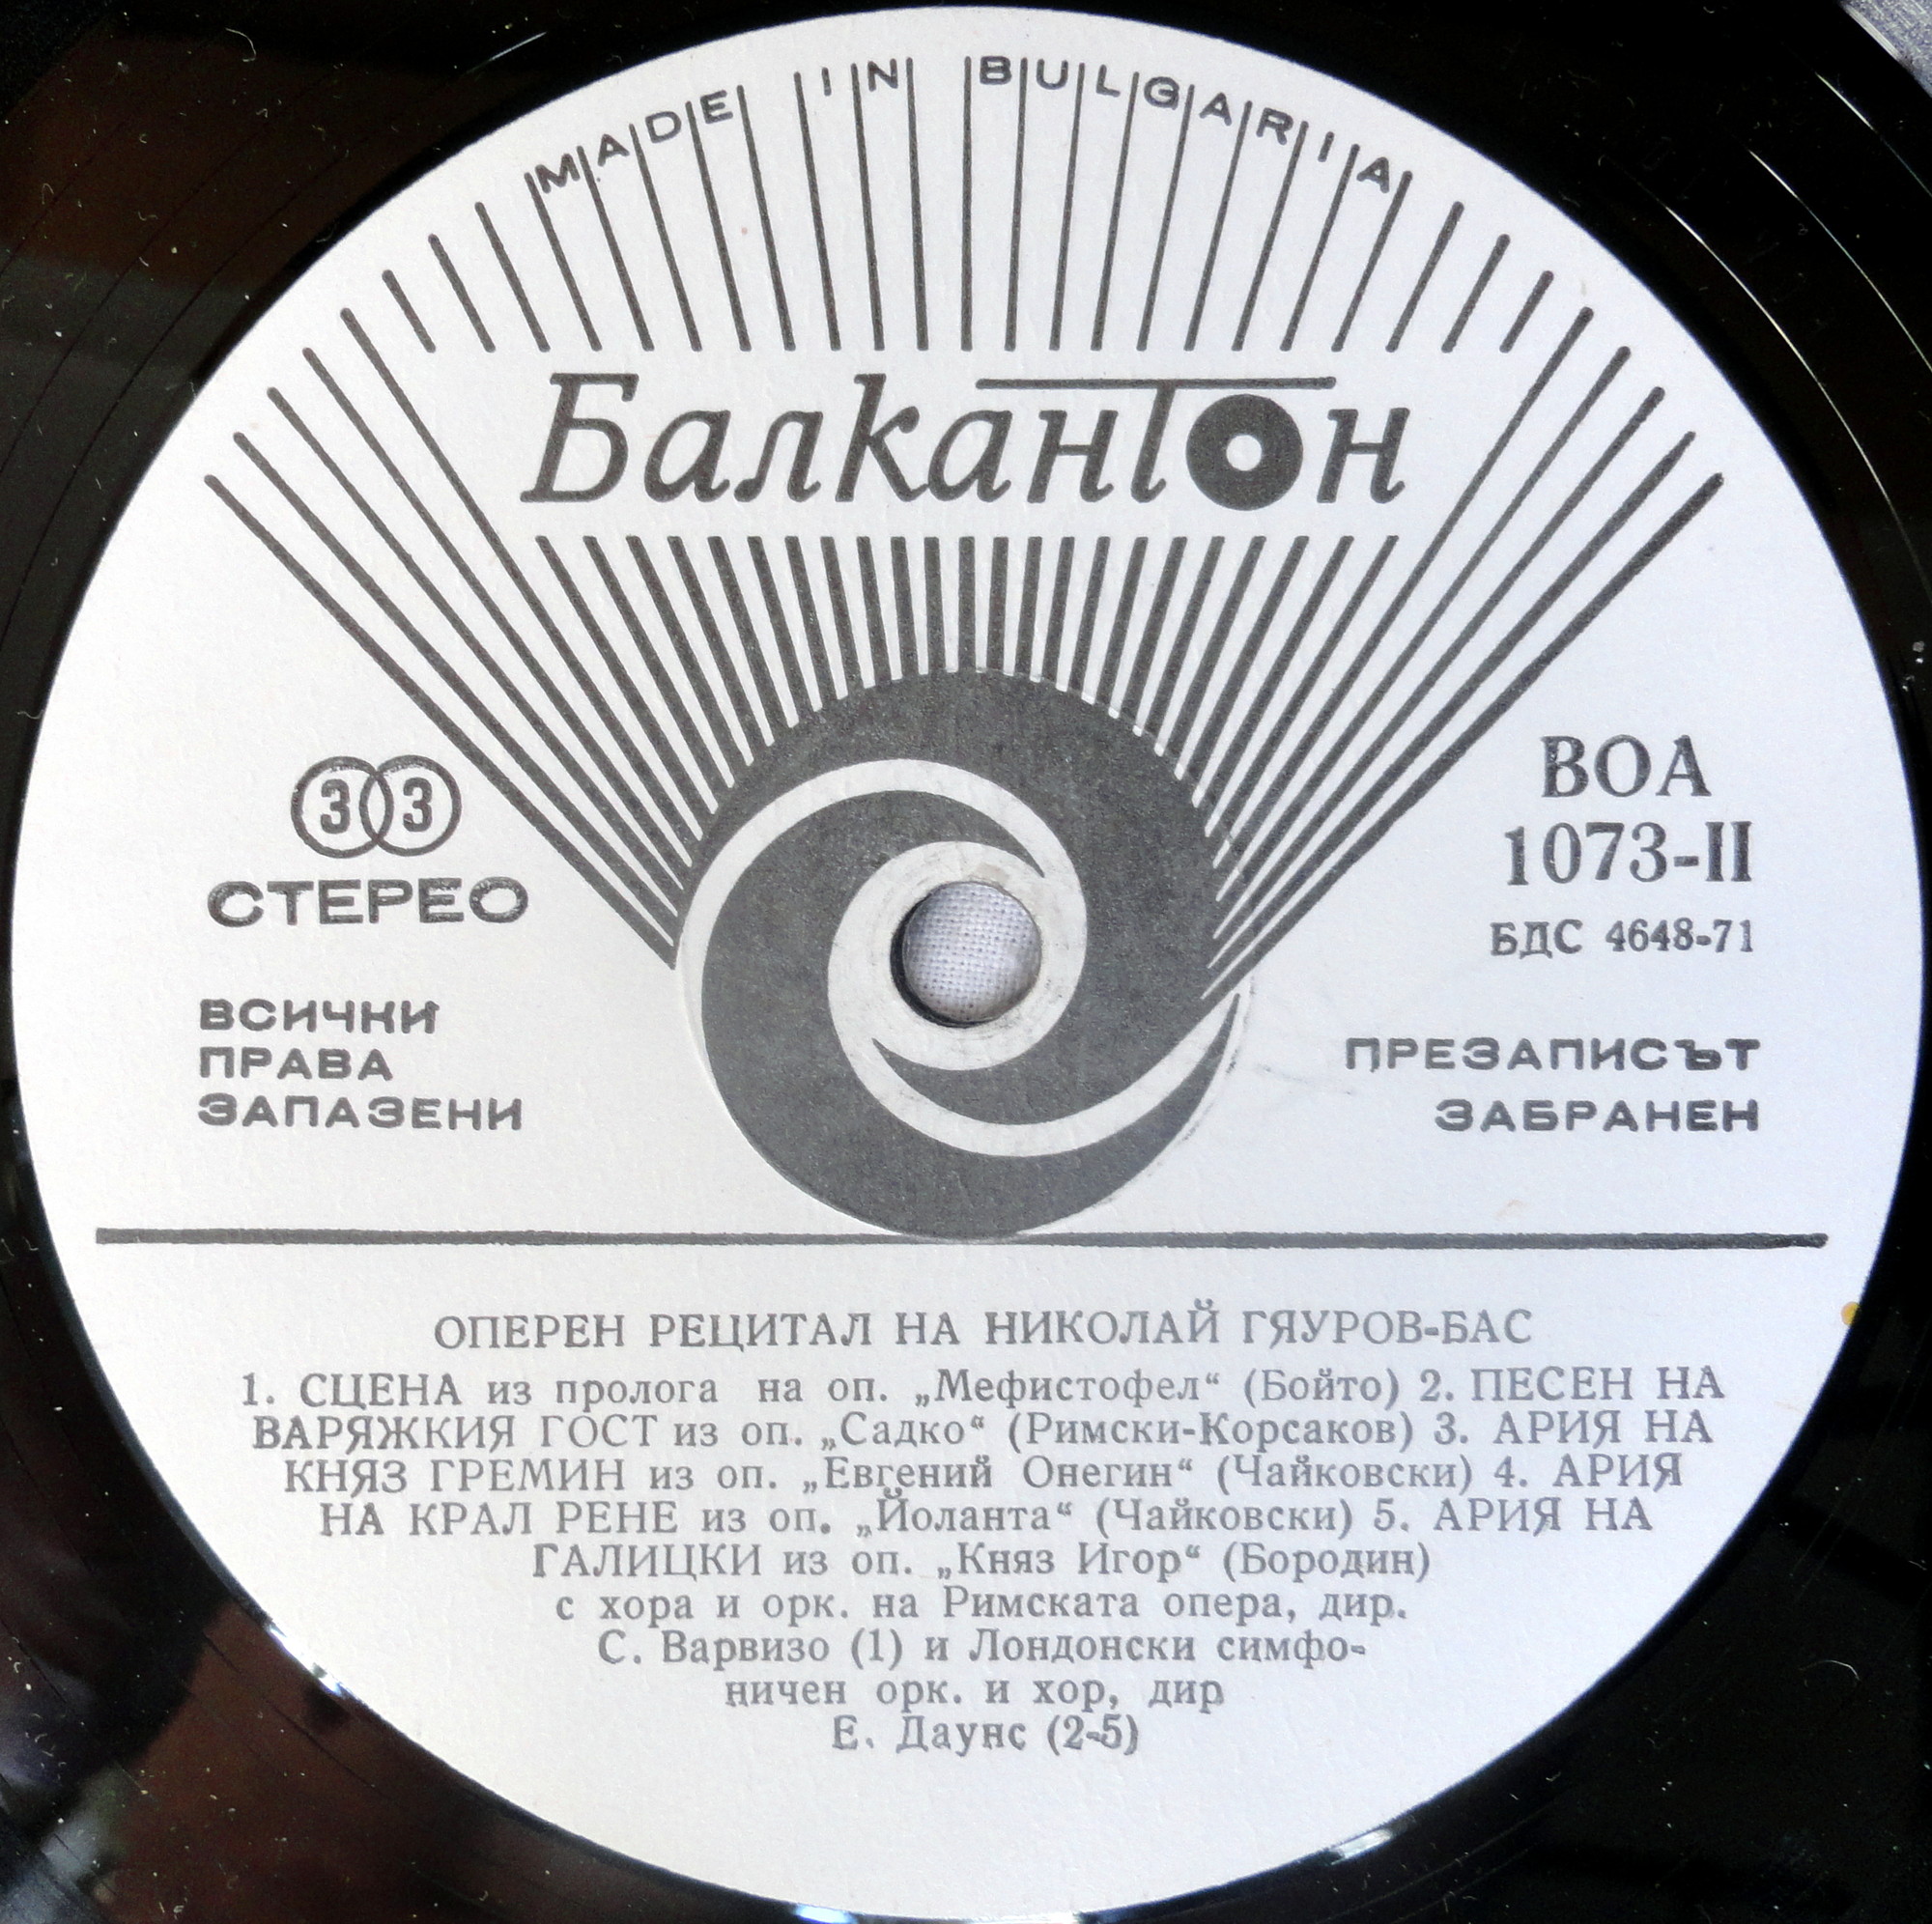 MADE IN BULGARIA
Балкантон
33
СТЕРЕО
ВСИЧКИ
ПРАВА
ЗАПАЗЕНИ
ВОА
1073-II
БДС 4648-71
ПРЕЗАПИСЪТ
ЗАБРАНЕН
ОПЕРЕН РЕЦИТАЛ НА НИКОЛАЙ ГЯУРОВ-БАС
1. СЦЕНА из пролога на оп. „Мефистофел“ (Бойто) 2. ПЕСЕН НА
ВАРЯЖКИЯ ГОСТ из оп. „Садко“ (Римски-Корсаков) 3. АРИЯ НА
КНЯЗ ГРЕМИН из оп. „Евгений Онегин“ (Чайковски) 4. АРИЯ
НА КРАЛ РЕНЕ из оп. „Йоланта“ (Чайковски) 5. АРИЯ НА
ГАЛИЦКИ из оп. „Княз Игор“ (Бородин)
с хора и орк. на Римската опера, дир.
С. Варвизо (1) и Лондонски симфо-
ничен орк. и хор, дир
Е. Даунс (2-5)